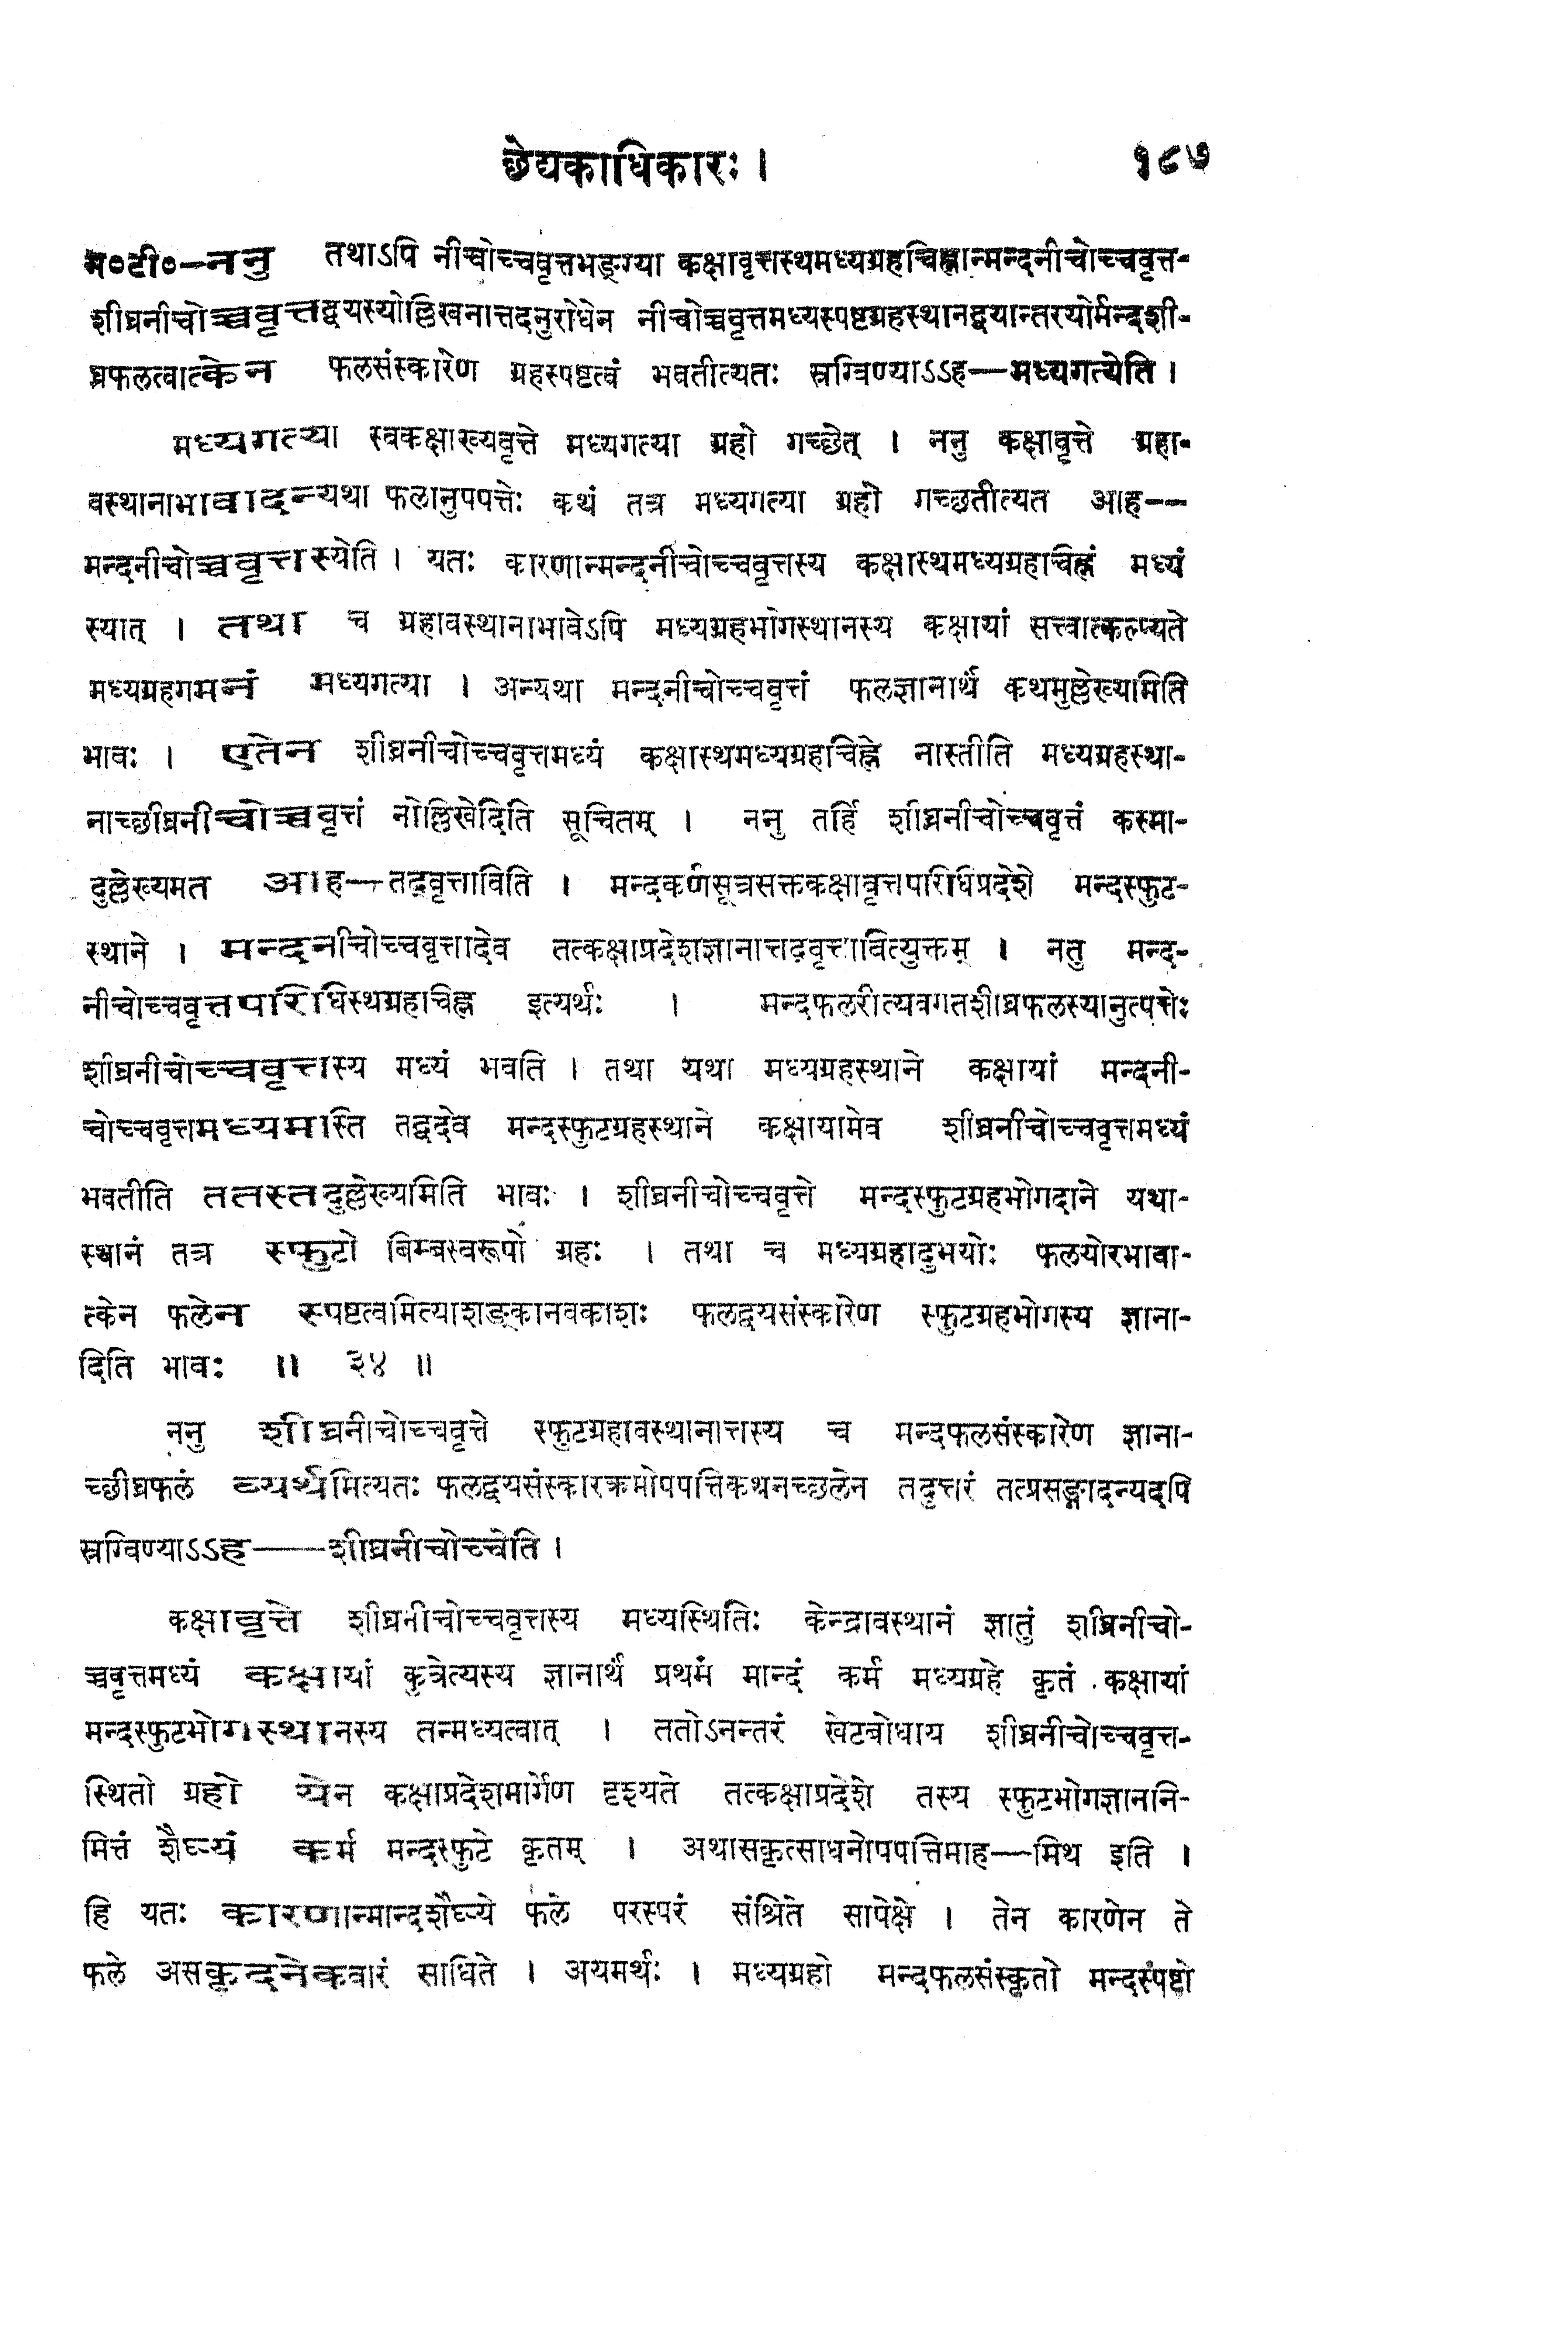 छेद्यकाधिकारः । १८७
म०टी०—ननु तथाऽपि नीचोच्चवृत्तभङ्ग्या कक्षावृत्तस्थमध्यग्रहचिह्नान्मन्दनीचोच्चवृत्त-
शीघ्रनीचोच्चवृत्तद्वयस्योल्लिखनात्तदनुरोधेन नीचोच्चवृत्तमध्यस्पष्टग्रहस्थानद्वयान्तरयोर्मन्दशी-
घ्रफलत्वात्केन फलसंस्कारेण ग्रहस्पष्टत्वं भवतीत्यतः स्रग्विण्याऽऽह—मध्यगत्येति ।
मध्यगत्या स्वकक्षाख्यवृत्ते मध्यगत्या ग्रहो गच्छेत् । ननु कक्षावृत्ते ग्रहा-
वस्थानाभावादन्यथा फलानुपपत्तेः कथं तत्र मध्यगत्या ग्रहो गच्छतीत्यत आह--
मन्दनीचोच्चवृत्तस्येति । यतः कारणान्मन्दनीचोच्चवृत्तस्य कक्षास्थमध्यग्रहाचिह्नं मध्यं
स्यात् । तथा च ग्रहावस्थानाभावेऽपि मध्यग्रहभोगस्थानस्य कक्षायां सत्त्वात्कल्प्यते
मध्यग्रहगमनं मध्यगत्या । अन्यथा मन्दनीचोच्चवृत्तं फलज्ञानार्थं कथमुल्लेख्यमिति
भावः । एतेन शीघ्रनीचोच्चवृत्तमध्यं कक्षास्थमध्यग्रहचिह्ने नास्तीति मध्यग्रहस्था-
नाच्छीघ्रनीचोच्चवृत्तं नोल्लिखेदिति सूचितम् । ननु तर्हि शीघ्रनीचोच्चवृत्तं कस्मा-
दुल्लेख्यमत आह—तद्वृत्ताविति । मन्दकर्णसूत्रसक्तकक्षावृत्तपरिधिप्रदेशे मन्दस्फुट-
स्थाने । मन्दनीचोच्चवृत्तादेव तत्कक्षाप्रदेशज्ञानात्तद्वृत्तावित्युक्तम् । नतु मन्द-
नीचोच्चवृत्तपरिधिस्थग्रहाचिह्न इत्यर्थः । मन्दफलरीत्यवगतशीघ्रफलस्यानुत्पत्तेः
शीघ्रनीचोच्चवृत्तस्य मध्यं भवति । तथा यथा मध्यग्रहस्थाने कक्षायां मन्दनी-
चोच्चवृत्तमध्यमस्ति तद्वदेव मन्दस्फुटग्रहस्थाने कक्षायामेव शीघ्रनीचोच्चवृत्तमध्यं
भवतीति ततस्तदुल्लेख्यमिति भावः । शीघ्रनीचोच्चवृत्ते मन्दस्फुटग्रहभोगदाने यथा-
स्थानं तत्र स्फुटो बिम्बस्वरूपो ग्रहः । तथा च मध्यग्रहादुभयोः फलयोरभावा-
त्केन फलेन स्पष्टत्वमित्याशङ्कानवकाशः फलद्वयसंस्कारेण स्फुटग्रहभोगस्य ज्ञाना-
दिति भावः ॥ ३४ ॥
ननु शीघ्रनीचोच्चवृत्ते स्फुटग्रहावस्थानात्तस्य च मन्दफलसंस्कारेण ज्ञाना-
च्छीघ्रफलं व्यर्थमित्यतः फलद्वयसंस्कारक्रमोपपत्तिकथनच्छलेन तदुत्तरं तत्प्रसङ्गादन्यदपि
स्रग्विण्याऽऽह——शीघ्रनीचोच्चेति ।
कक्षावृत्ते शीघ्रनीचोच्चवृत्तस्य मध्यस्थितिः केन्द्रावस्थानं ज्ञातुं शीघ्रनीचो-
च्चवृत्तमध्यं कक्षायां कुत्रेत्यस्य ज्ञानार्थं प्रथमं मान्दं कर्म मध्यग्रहे कृतं कक्षायां
मन्दस्फुटभोगस्थानस्य तन्मध्यत्वात् । ततोऽनन्तरं खेटबोधाय शीघ्रनीचोच्चवृत्त-
स्थितो ग्रहो येन कक्षाप्रदेशमार्गेण दृश्यते तत्कक्षाप्रदेशे तस्य स्फुटभोगज्ञाननि-
मित्तं शैघ्र्यं कर्म मन्दस्फुटे कृतम् । अथासकृत्साधनोपपत्तिमाह—मिथ इति ।
हि यतः कारणान्मान्दशैघ्र्ये फले परस्परं संश्रिते सापेक्षे । तेन कारणेन ते
फले असकृदनेकवारं साधिते । अयमर्थः । मध्यग्रहो मन्दफलसंस्कृतो मन्दस्पष्टो